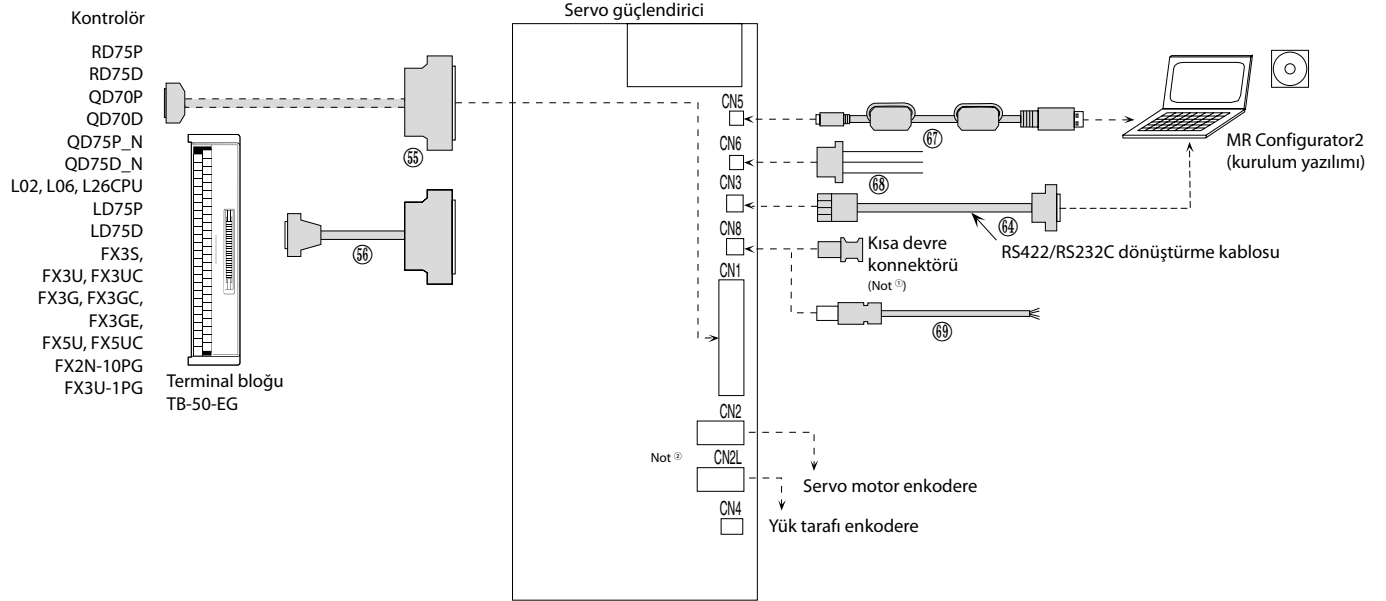 Kontrolör
Servo güçlendirici
RD75P
RD75D
QD70P
QD70D
QD75P_N
QD75D_N
L02, L06, L26CPU
LD75P
LD75D
FX3S,
FX3U, FX3UC
FX3G, FX3GC,
FX3GE,
FX5U, FX5UC
FX2N-10PG
FX3U-1PG
Terminal bloğu
TB-50-EG
㊺
㊻
CN5
CN6
CN3
CN8
CN1
CN2
Not ②
CN2L
CN4
67
68
64
RS422/RS232C dönüştürme kablosu
Kısa devre
konnektörü
(Not ①)
69
MR Configurator2
(kurulum yazılımı)
Servo motor enkodere
Yük tarafı enkodere